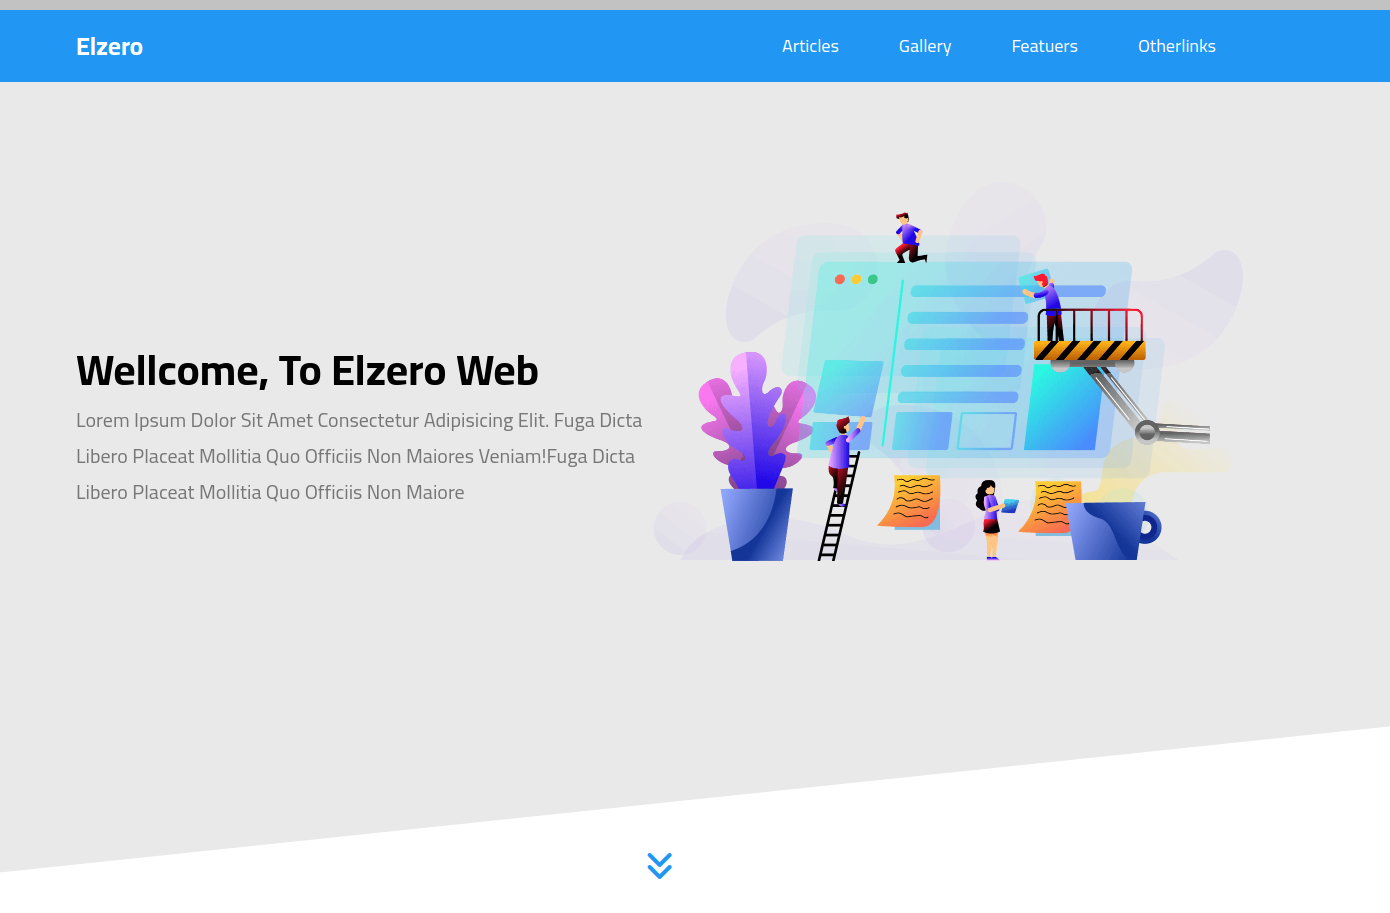 Elzero
Articles Gallery Featuers Otherlinks
Wellcome, To Elzero Web
Lorem Ipsum Dolor Sit Amet Consectetur Adipisicing Elit. Fuga Dicta
Libero Placeat Mollitia Quo Officiis Non Maiores Veniam!Fuga Dicta
Libero Placeat Mollitia Quo Officiis Non Maiore